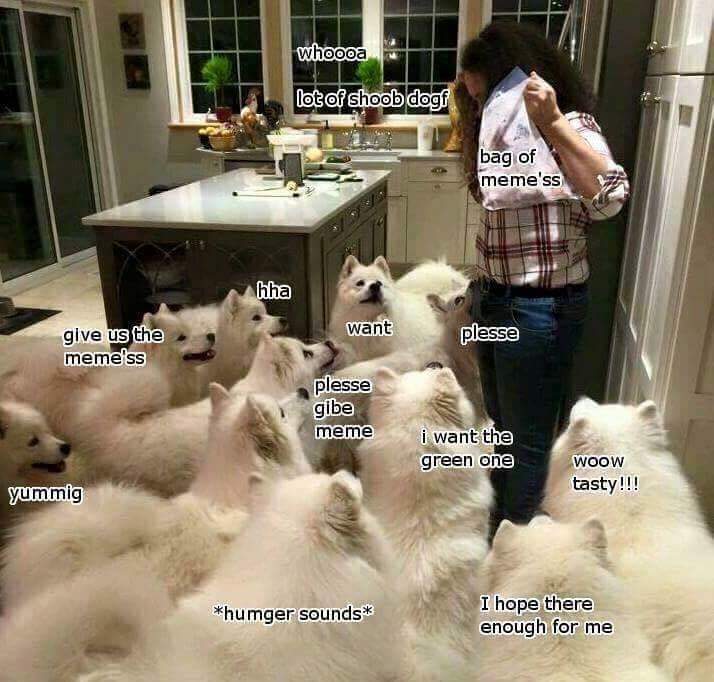 whoooa
lot of shoob dogf
bag of
meme'ss
hha
give us the
meme'ss
want
plesse
plesse
gibe
meme
i want the
green one
woow
tasty!!!
yummig
*humger sounds*
I hope there
enough for me